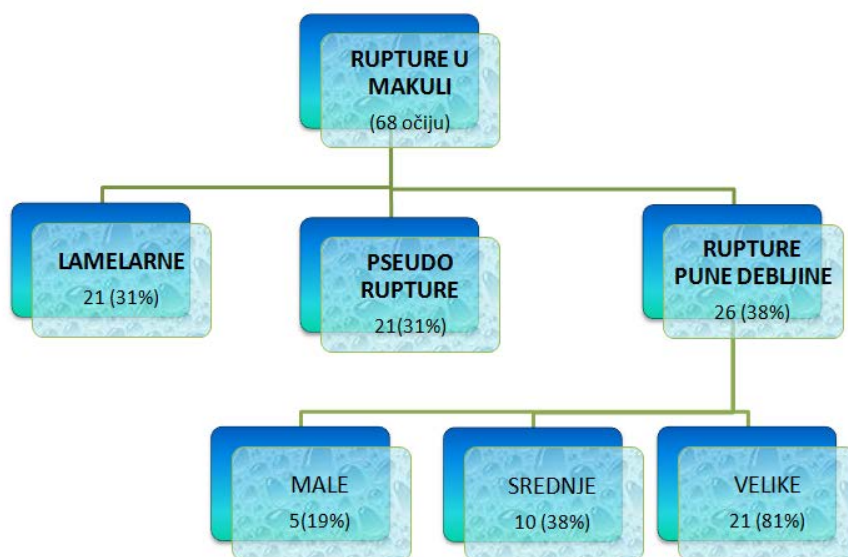 RUPTURE U
MAKULI
(68 očiju)
LAMELARNE
21 (31%)
PSEUDO
RUPTURE
21(31%)
RUPTURE
PUNE DEBLJINE
26 (38%)
MALE
5(19%)
SREDNJE
10 (38%)
VELIKE
21 (81%)